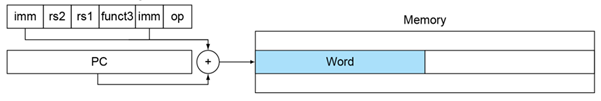 Memory
imm rs2 rs1 funct3 imm op
PC + Word